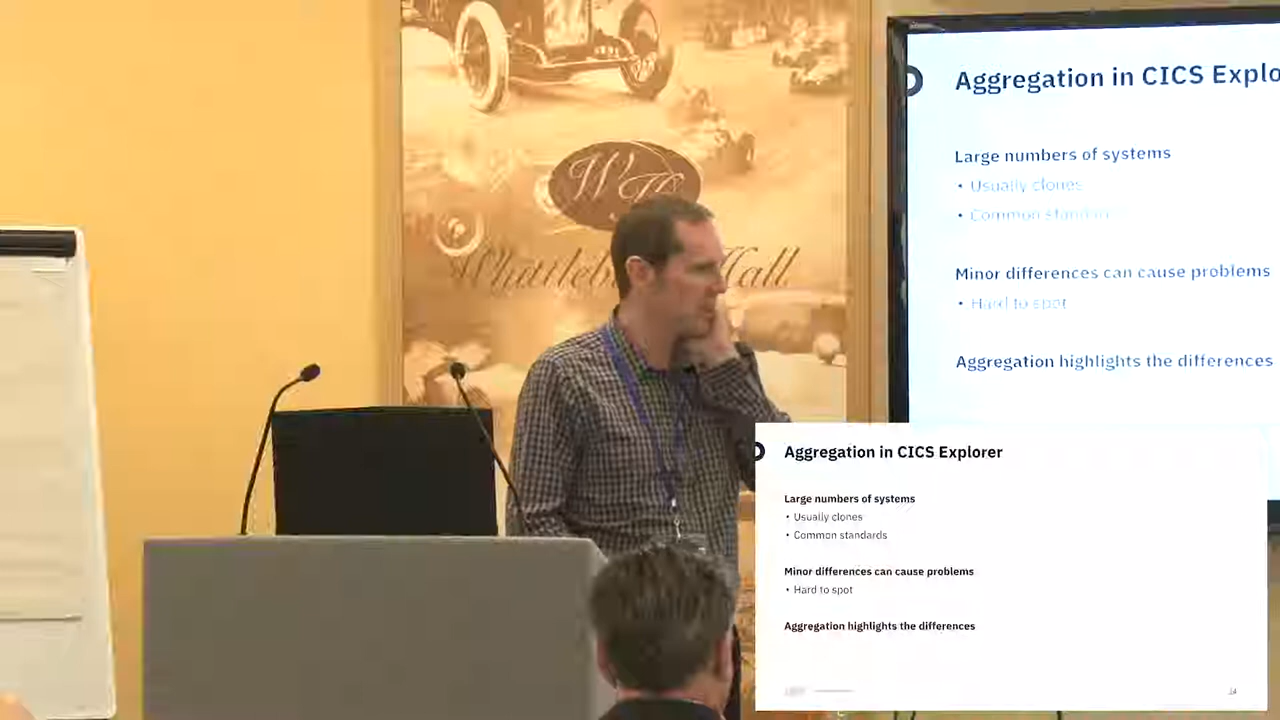 WH
Aggregation in CICS
Large numbers of systems
• Usually clones
• Common
Minor differences can cause problems
• Hard to spot
Aggregation highlights the differences
Aggregation in CICS Explorer
Large numbers of systems
• Usually clones
• Common standards
Minor differences can cause problems
• Hard to spot
Aggregation highlights the differences